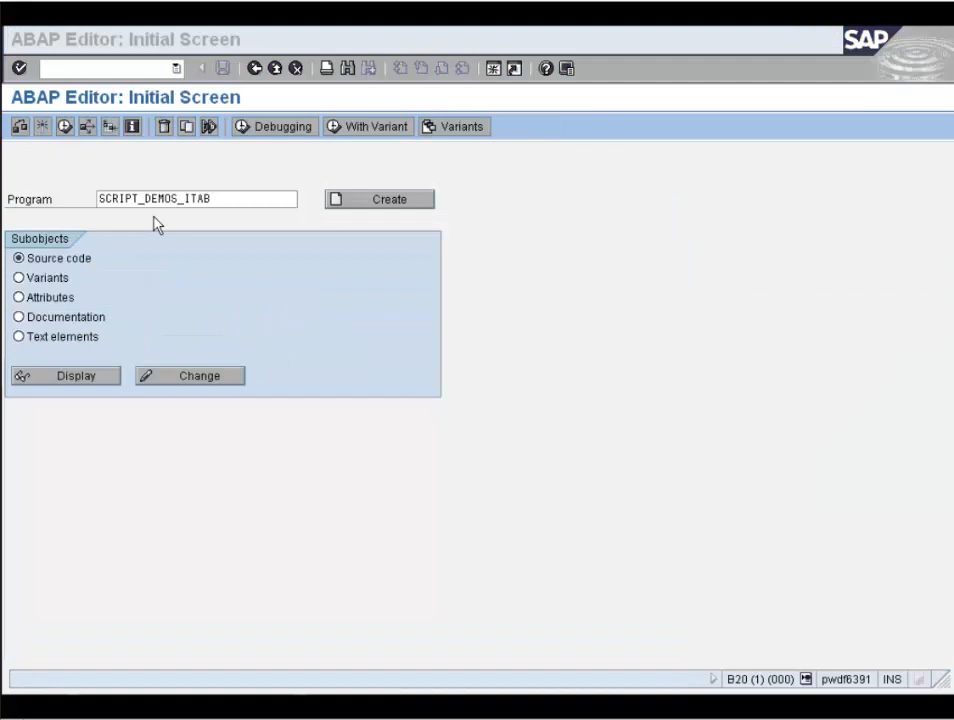 ABAP Editor: Initial Screen
SAP
ABAP Editor: Initial Screen
Debugging With Variant Variants
Program SCRIPT_DEMOS_ITAB Create
Subobjects
Source code
Variants
Attributes
Documentation
Text elements
Display Change
B20 (1) (000) pwdf6391 INS